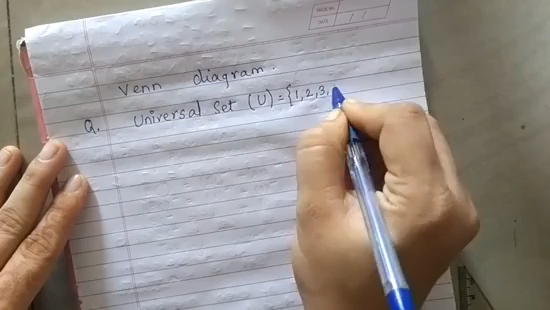 Venn diagram.
Q. Universal Set (U) = {1, 2, 3,